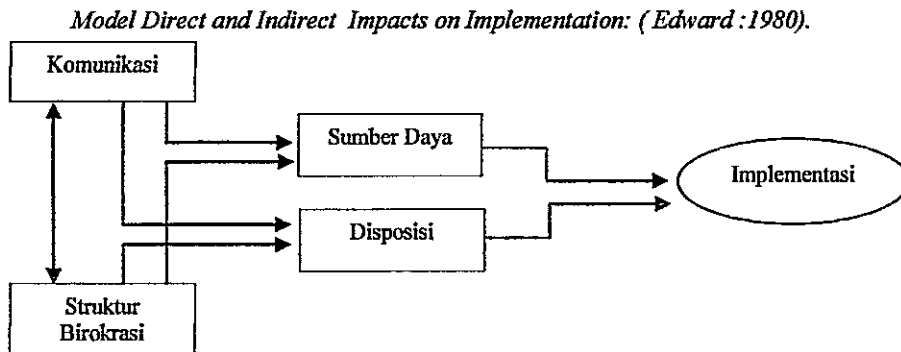 Model Direct and Indirect Impacts on Implementation: ( Edward :1980).
Komunikasi
Sumber Daya
Implementasi
Disposisi
Struktur
Birokrasi